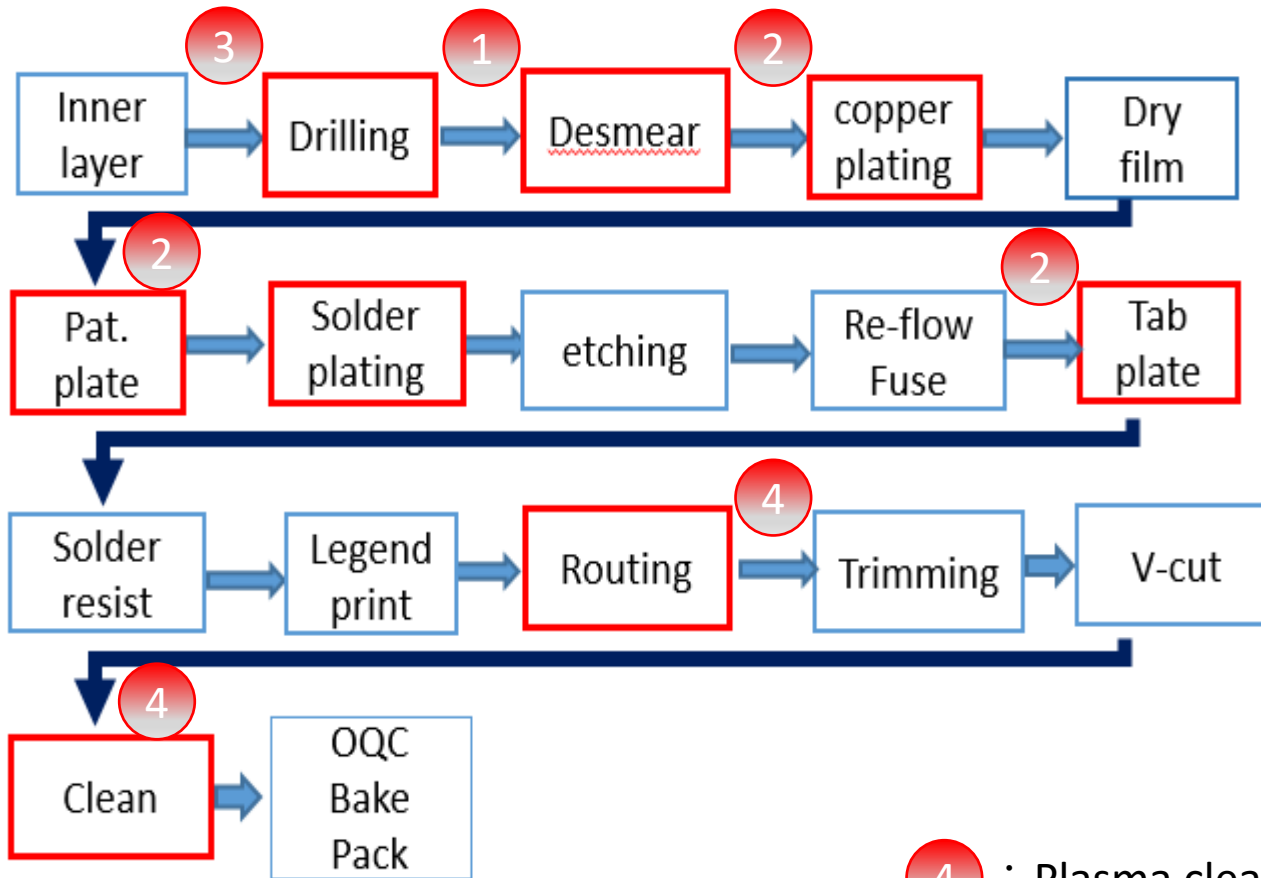 3
1
2
Inner
layer
Drilling
Desmear
copper
plating
Dry
film
2
2
Pat.
plate
Solder
plating
etching
Re-flow
Fuse
Tab
plate
4
Solder
resist
Legend
print
Routing
Trimming
V-cut
4
Clean
OQC
Bake
Pack
4 : Plasma